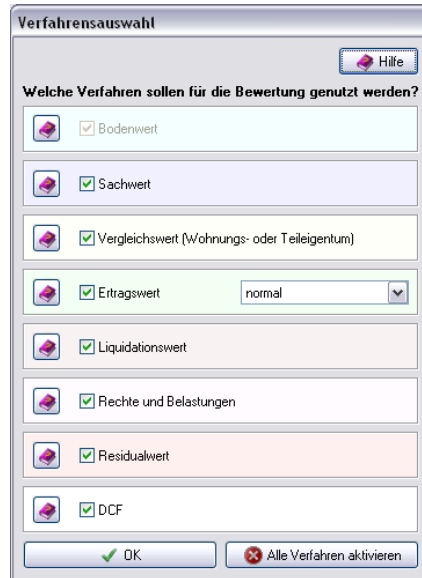 Verfahrensauswahl
Hilfe
Welche Verfahren sollen für die Bewertung genutzt werden?
Bodenwert
Sachwert
Vergleichswert (Wohnungs- oder Teileigentum)
Ertragswert normal
Liquidationswert
Rechte und Belastungen
Residualwert
DCF
OK Alle Verfahren aktivieren